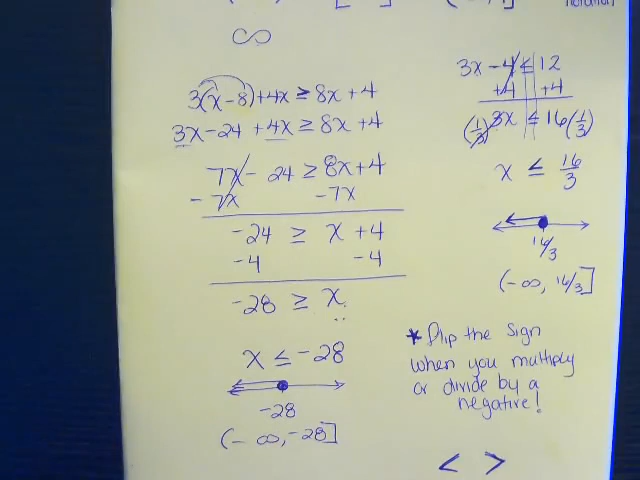 notation
∞
3(x-8)+4x ≥ 8x+4
3x-24 +4x ≥ 8x+4
7x - 24 ≥ 8x+4
- 7x -7x
-24 ≥ x +4
-4 -4
-28 ≥ x
x ≤ -28
-28
(-∞, -28]
3x - 4 ≤ 12
+4 +4
(1/3) 3x ≤ 16 (1/3)
x ≤ 16/3
16/3
(-∞, 16/3]
* Flip the sign
when you multiply
or divide by a
negative!
< >